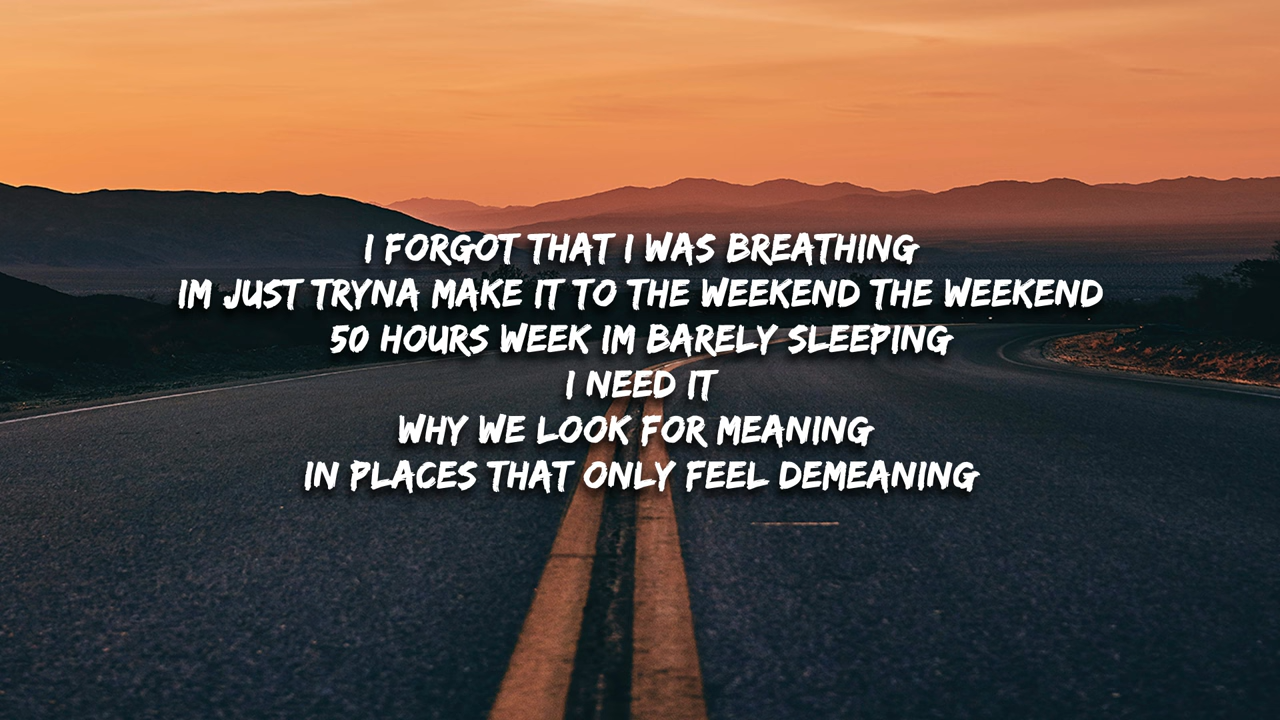 I FORGOT THAT I WAS BREATHING
IM JUST TRYNA MAKE IT TO THE WEEKEND THE WEEKEND
50 HOURS WEEK IM BARELY SLEEPING
I NEED IT
WHY WE LOOK FOR MEANING
IN PLACES THAT ONLY FEEL DEMEANING